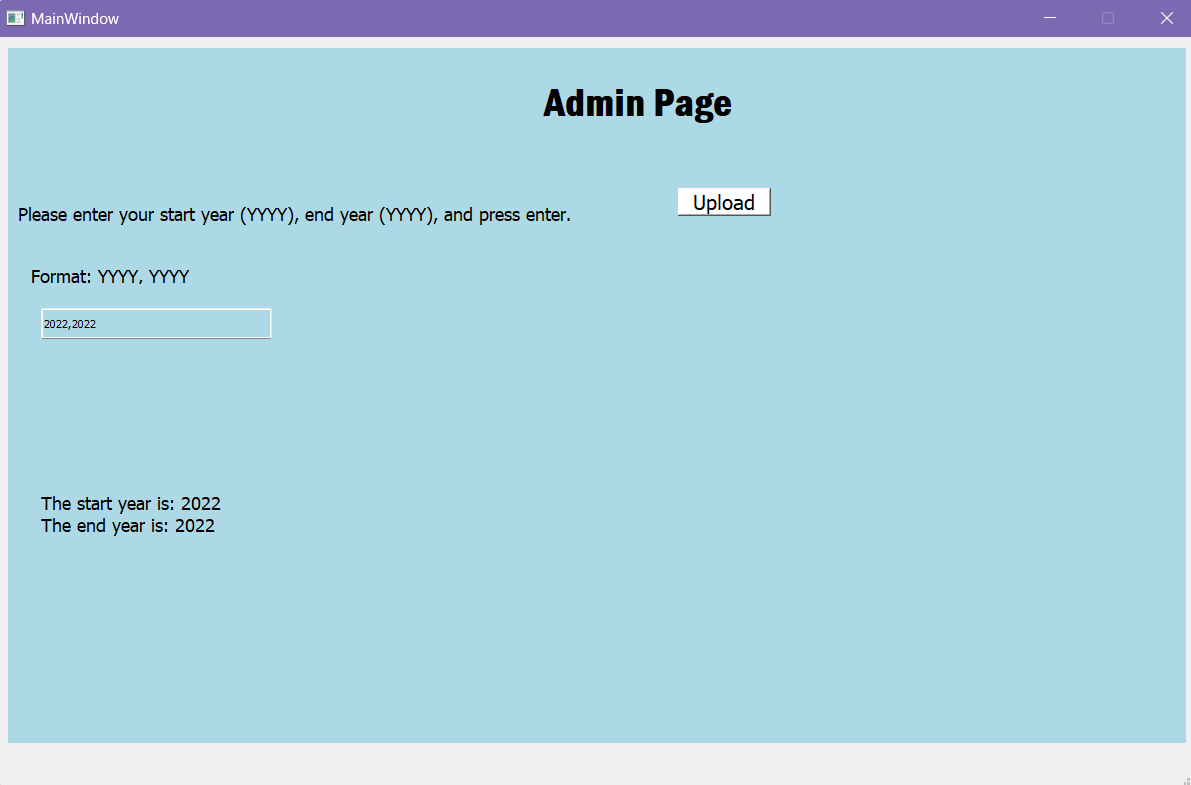 MainWindow
Admin Page
Upload
Please enter your start year (YYYY), end year (YYYY), and press enter.
Format: YYYY, YYYY
2022,2022
The start year is: 2022
The end year is: 2022